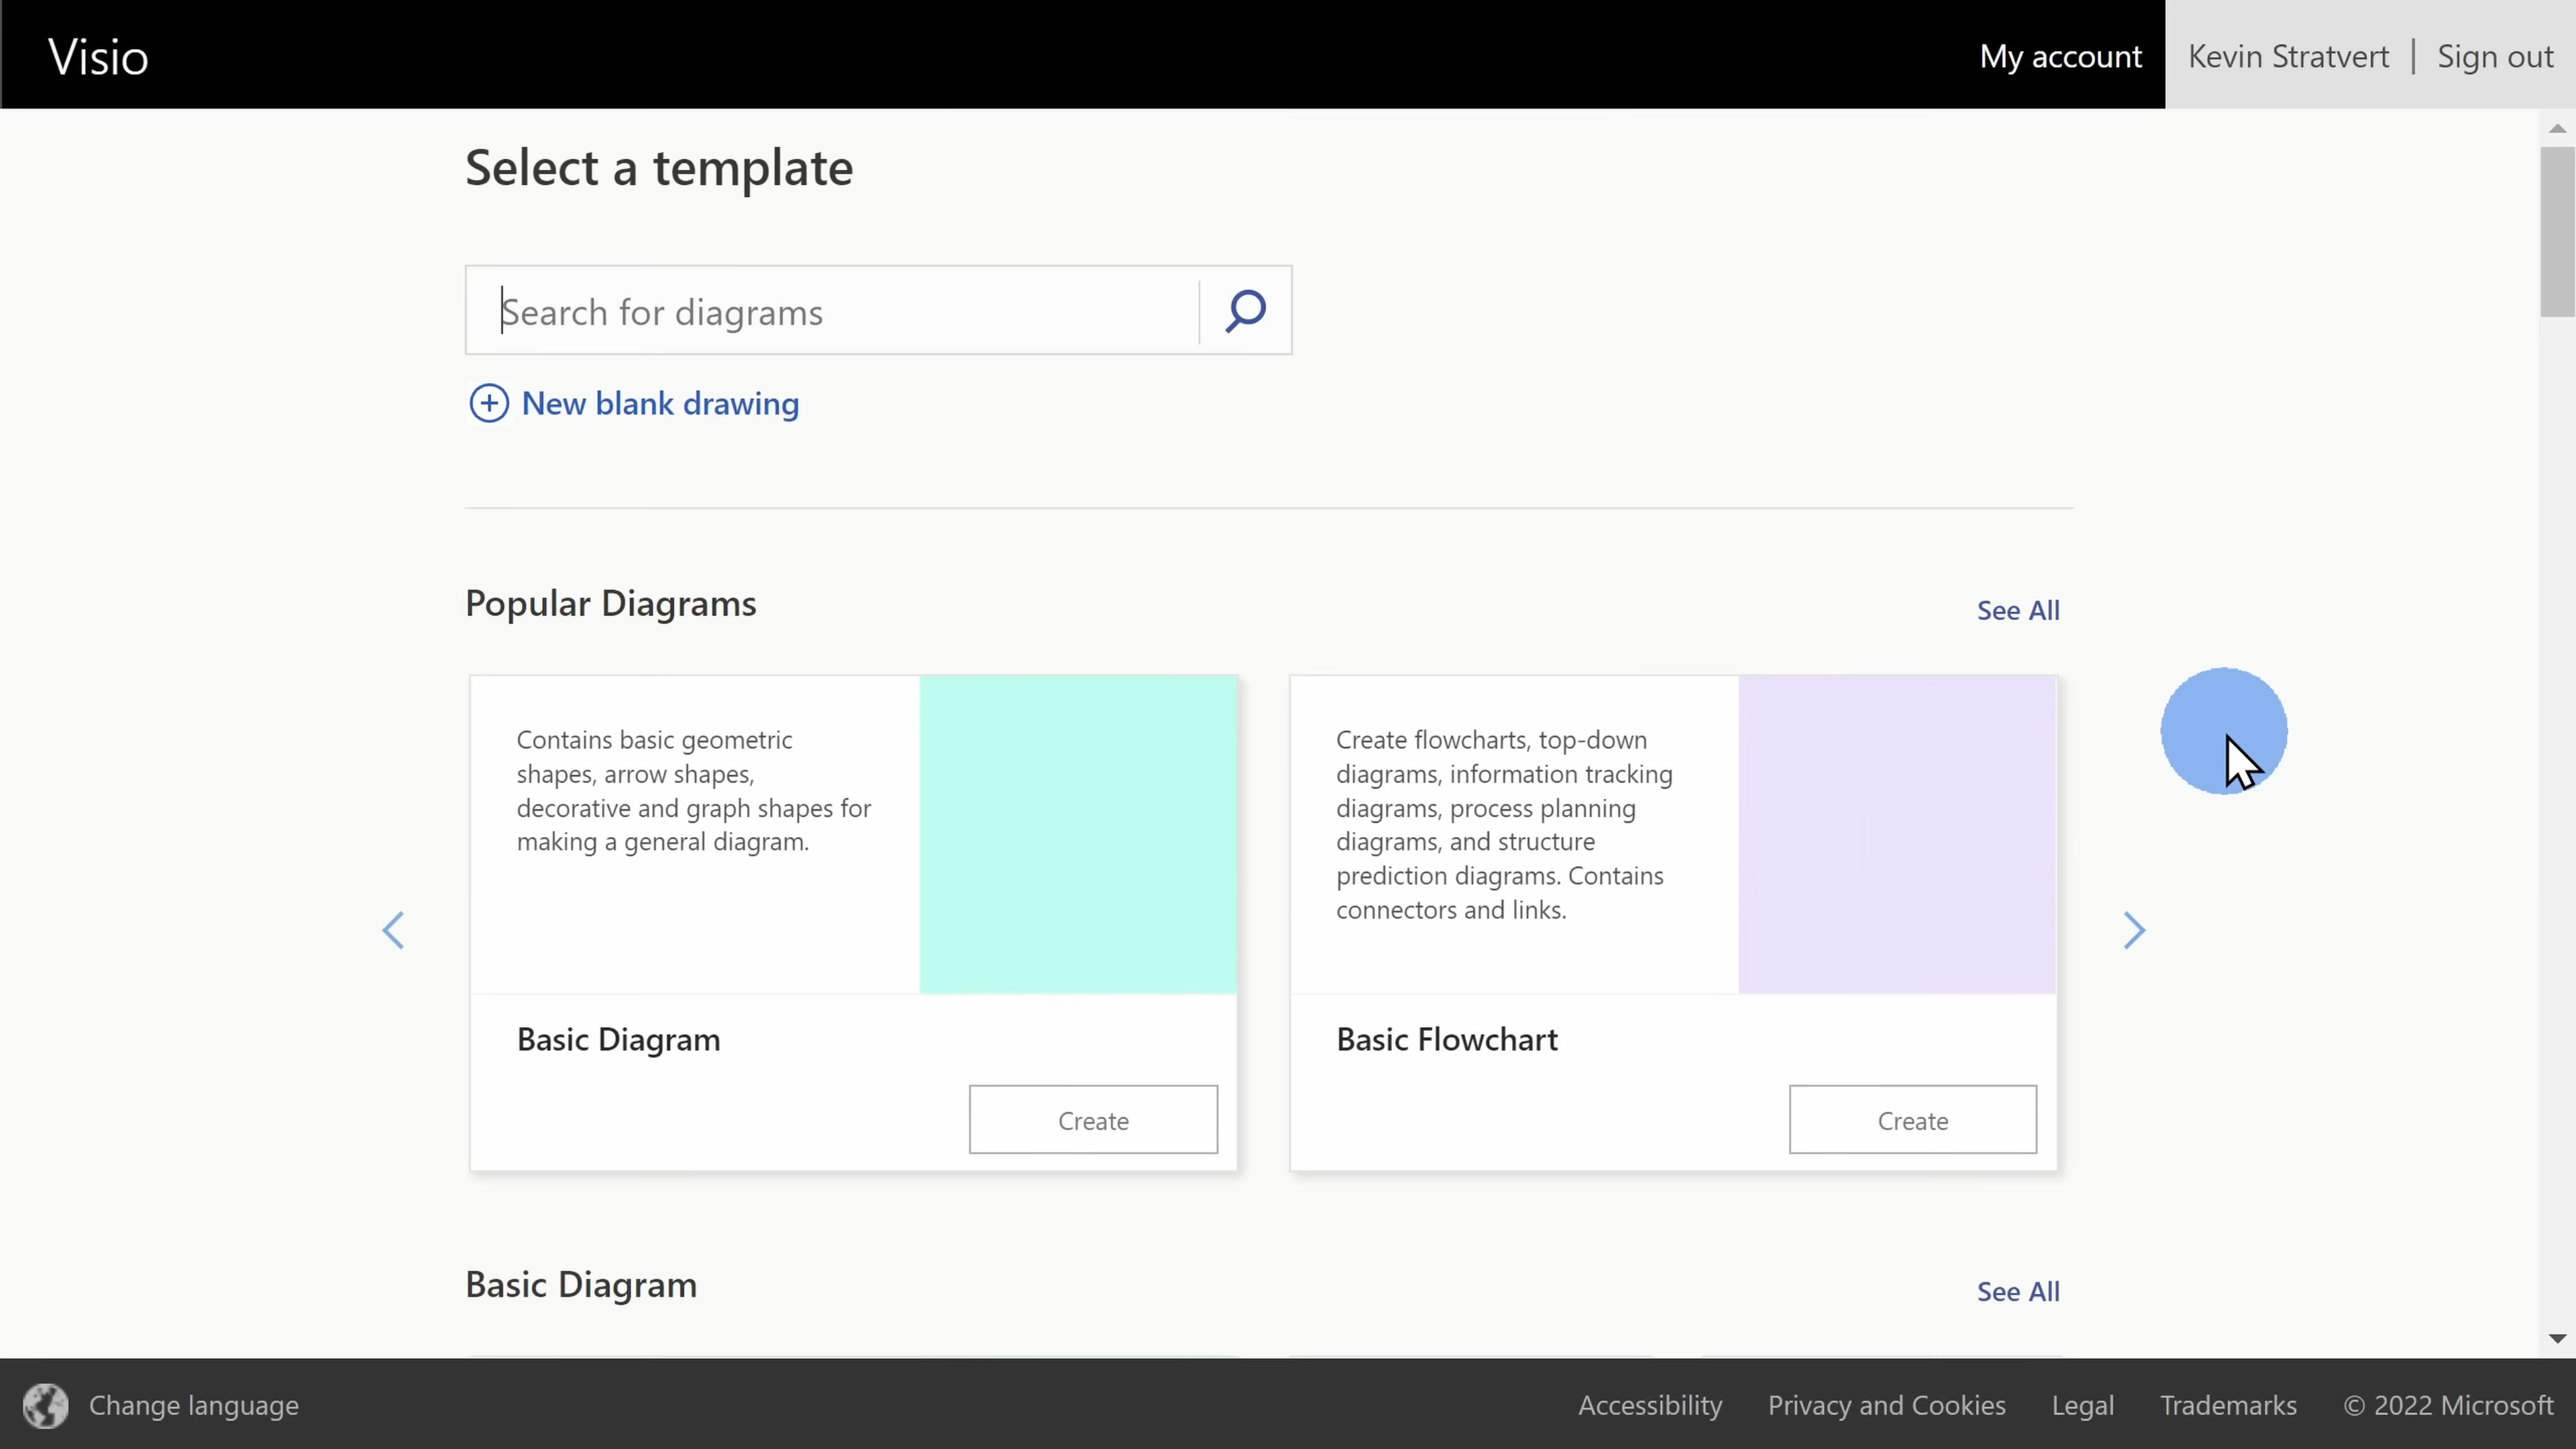 Visio
My account
Kevin Stratvert | Sign out
Select a template
Search for diagrams
New blank drawing
Popular Diagrams
See All
Contains basic geometric
shapes, arrow shapes,
decorative and graph shapes for
making a general diagram.
Basic Diagram
Create
Create flowcharts, top-down
diagrams, information tracking
diagrams, process planning
diagrams, and structure
prediction diagrams. Contains
connectors and links.
Basic Flowchart
Create
Basic Diagram
See All
Change language
Accessibility
Privacy and Cookies
Legal
Trademarks
© 2022 Microsoft